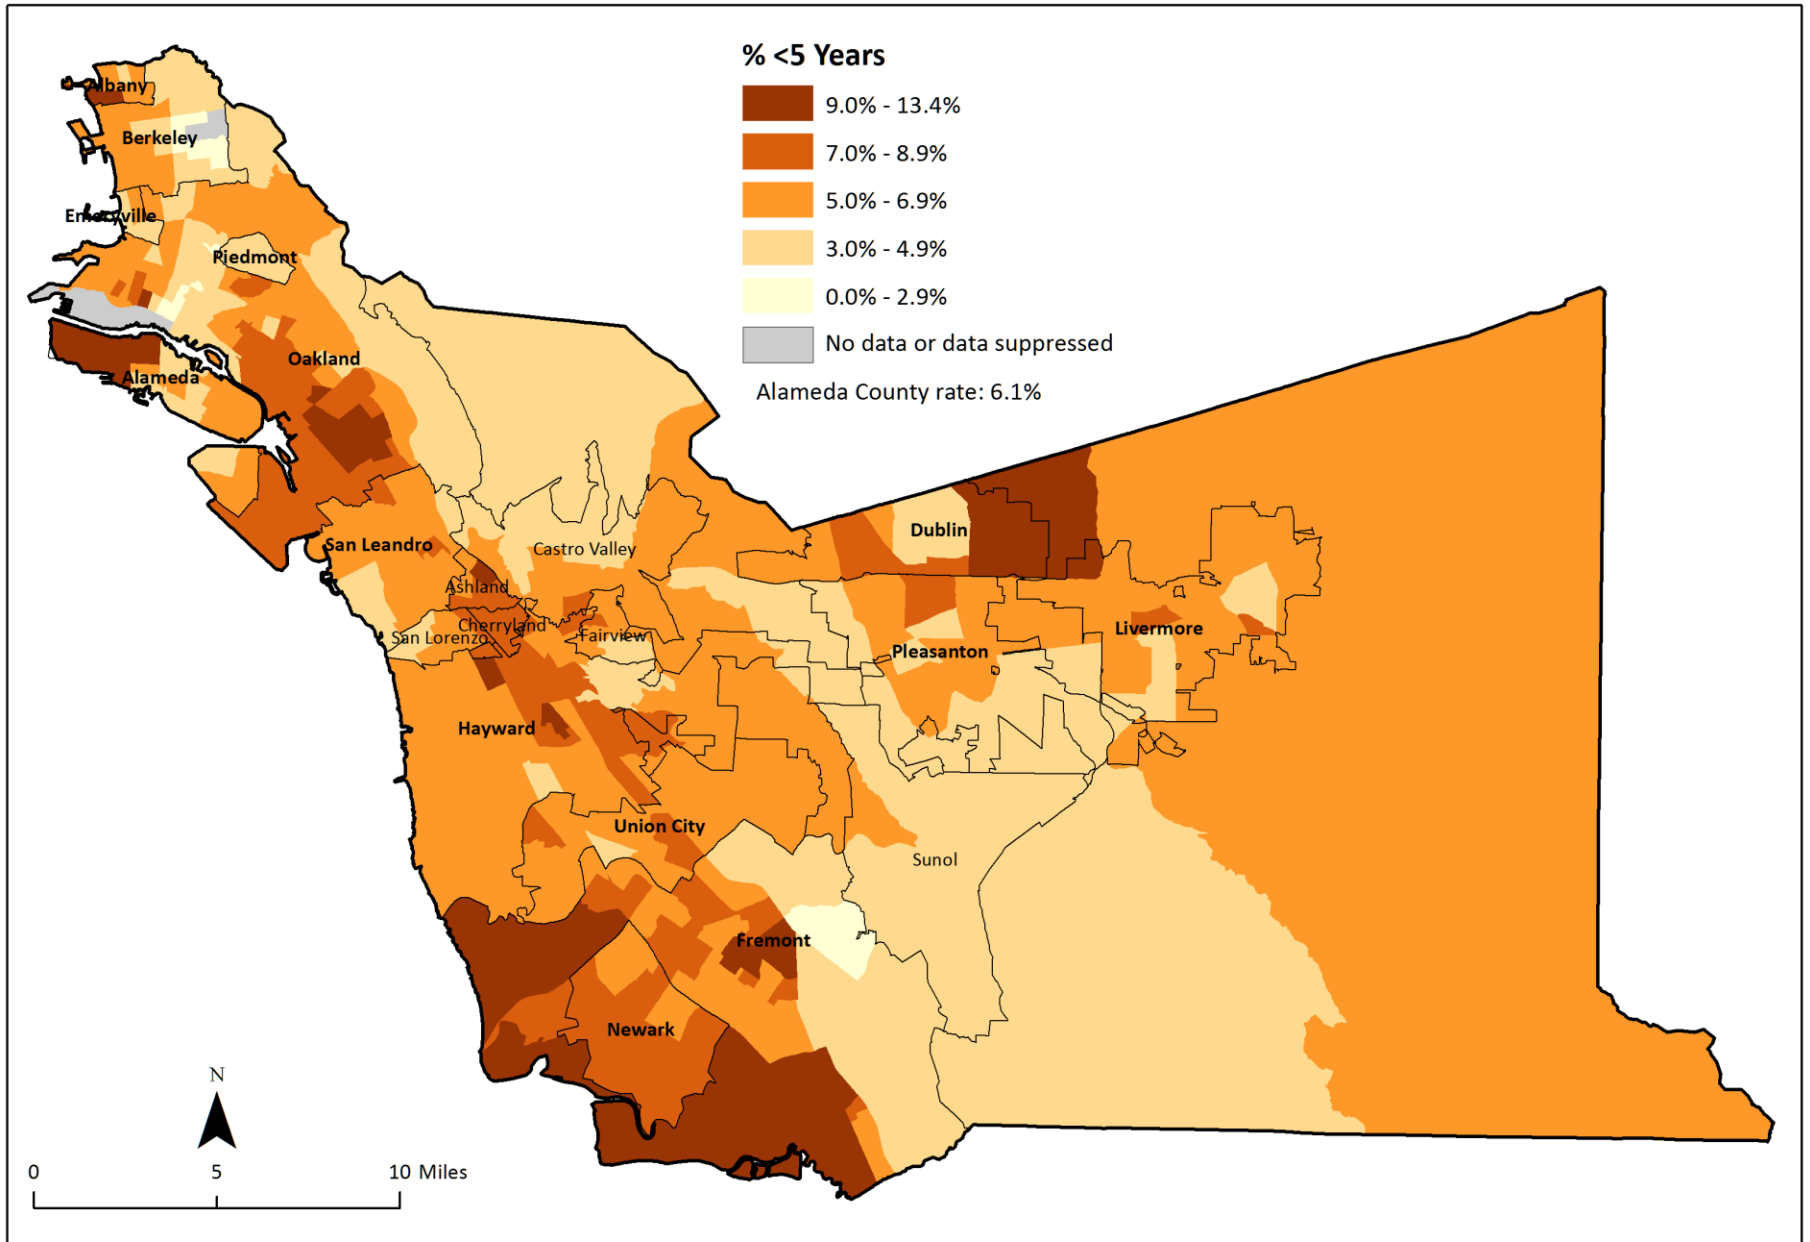 % <5 Years
9.0% - 13.4%
7.0% - 8.9%
5.0% - 6.9%
3.0% - 4.9%
0.0% - 2.9%
No data or data suppressed
Alameda County rate: 6.1%
Albany
Berkeley
Emeryville
Piedmont
Oakland
Alameda
San Leandro
Castro Valley
Dublin
Ashland
Cherryland
San Lorenzo
Fairview
Livermore
Pleasanton
Hayward
Union City
Sunol
Fremont
Newark
N
0 5 10 Miles